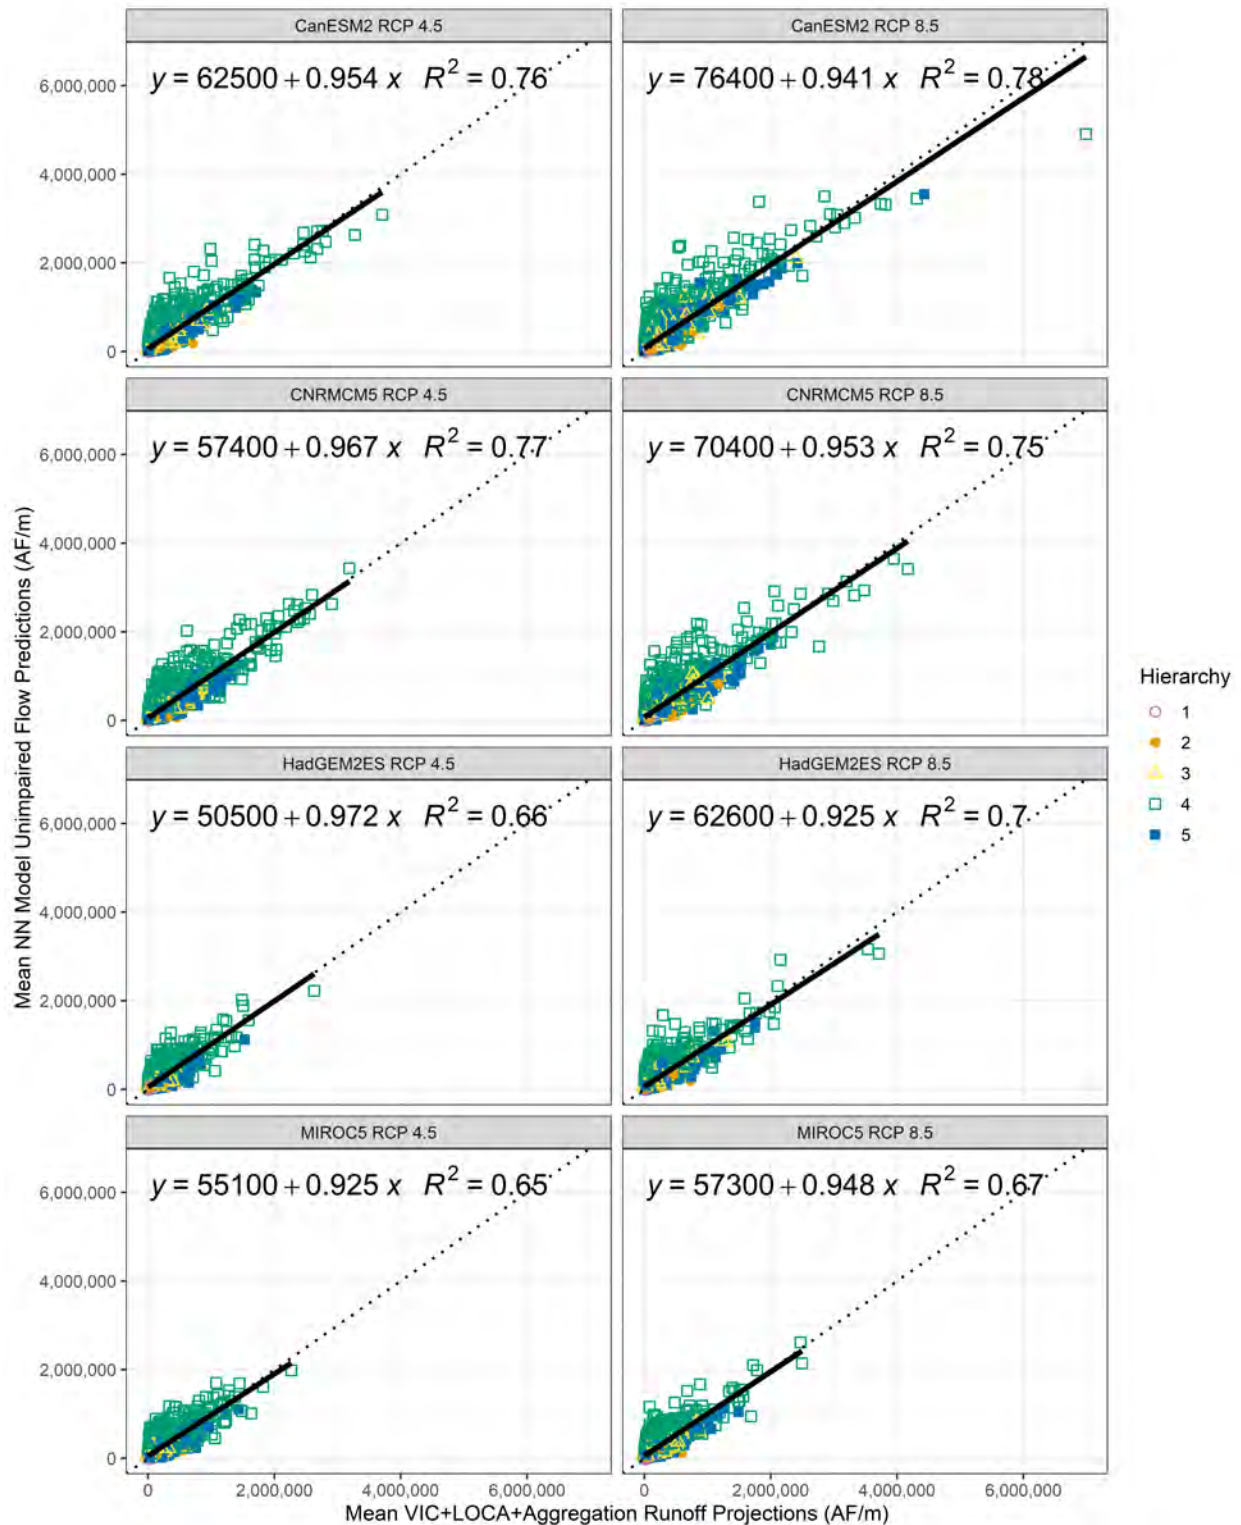 CanESM2 RCP 4.5
CanESM2 RCP 8.5
y = 62500 + 0.954 x R² = 0.76
y = 76400 + 0.941 x R² = 0.78
6,000,000
4,000,000
2,000,000
0
CNRMCM5 RCP 4.5
CNRMCM5 RCP 8.5
y = 57400 + 0.967 x R² = 0.77
y = 70400 + 0.953 x R² = 0.75
6,000,000
4,000,000
2,000,000
0
HadGEM2ES RCP 4.5
HadGEM2ES RCP 8.5
y = 50500 + 0.972 x R² = 0.66
y = 62600 + 0.925 x R² = 0.7
6,000,000
4,000,000
2,000,000
0
MIROC5 RCP 4.5
MIROC5 RCP 8.5
y = 55100 + 0.925 x R² = 0.65
y = 57300 + 0.948 x R² = 0.67
6,000,000
4,000,000
2,000,000
0
0 2,000,000 4,000,000 6,000,000
0 2,000,000 4,000,000 6,000,000
Mean VIC+LOCA+Aggregation Runoff Projections (AF/m)
Mean NN Model Unimpaired Flow Predictions (AF/m)
Hierarchy
1
2
3
4
5